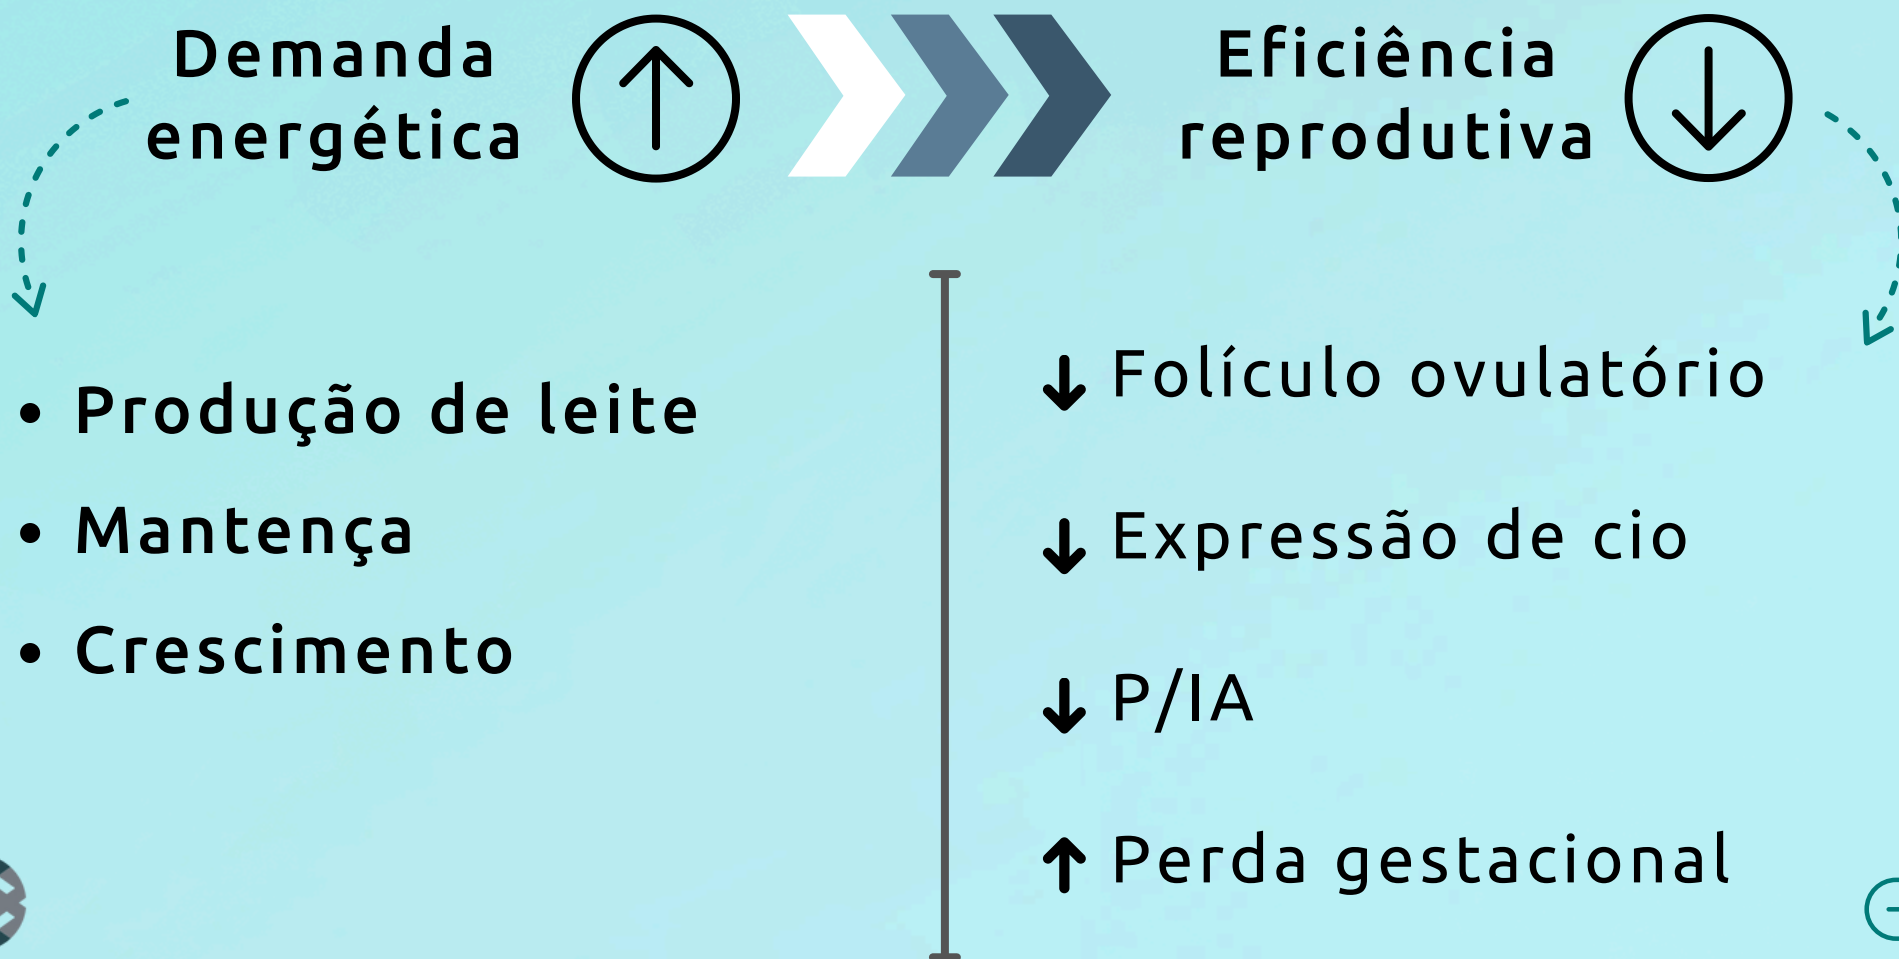 Demanda
energética
Eficiência
reprodutiva
• Produção de leite
• Mantença
• Crescimento
↓ Folículo ovulatório
↓ Expressão de cio
↓ P/IA
↑ Perda gestacional